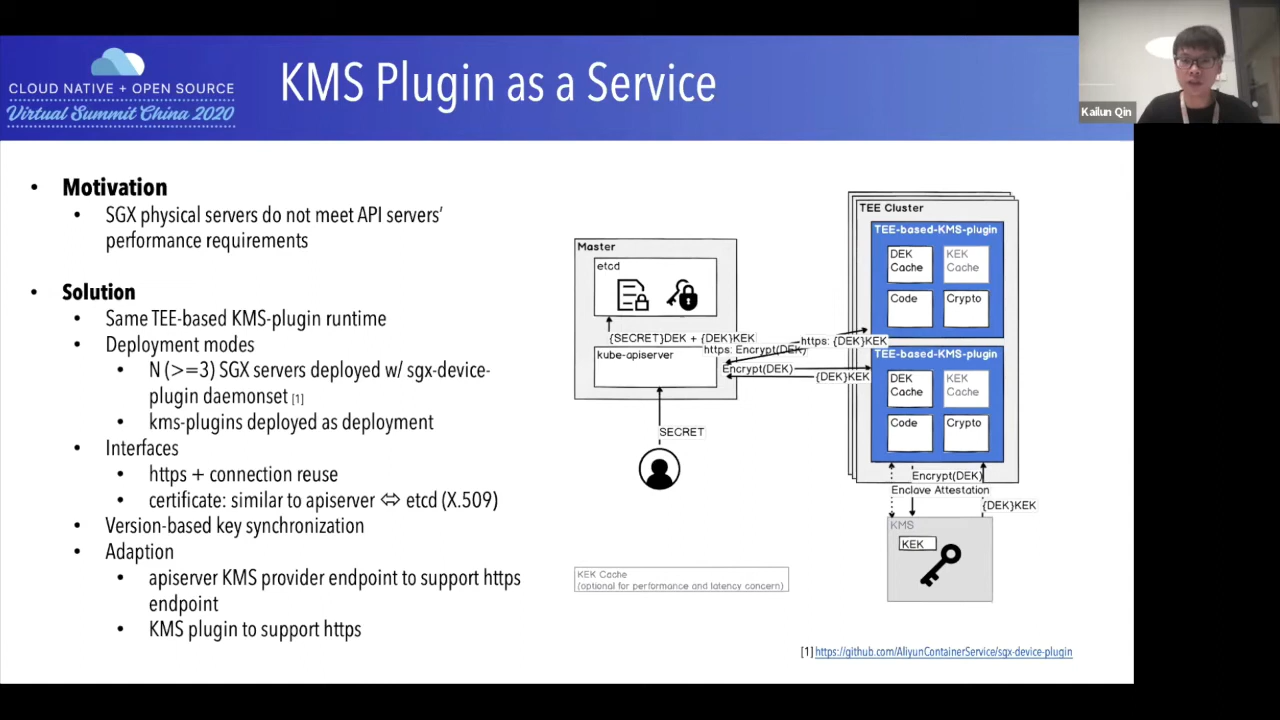 CLOUD NATIVE + OPEN SOURCE
Virtual Summit China 2020
KMS Plugin as a Service
Kailun Qin
• Motivation
• SGX physical servers do not meet API servers'
performance requirements
• Solution
• Same TEE-based KMS-plugin runtime
• Deployment modes
• N (>=3) SGX servers deployed w/ sgx-device-
plugin daemonset [1]
• kms-plugins deployed as deployment
• Interfaces
• https + connection reuse
• certificate: similar to apiserver ⇔ etcd (X.509)
• Version-based key synchronization
• Adaption
• apiserver KMS provider endpoint to support https
endpoint
• KMS plugin to support https
Master
etcd
{SECRET}DEK + {DEK}KEK
kube-apiserver
SECRET
https: Encrypt(DEK)
https: {DEK}KEK
Encrypt(DEK)
{DEK}KEK
TEE Cluster
TEE-based-KMS-plugin
DEK
Cache
KEK
Cache
Code
Crypto
TEE-based-KMS-plugin
DEK
Cache
KEK
Cache
Code
Crypto
Encrypt(DEK)
Enclave Attestation
{DEK}KEK
KMS
KEK
KEK Cache
(optional for performance and latency concern)
[1] https://github.com/AliyunContainerService/sgx-device-plugin